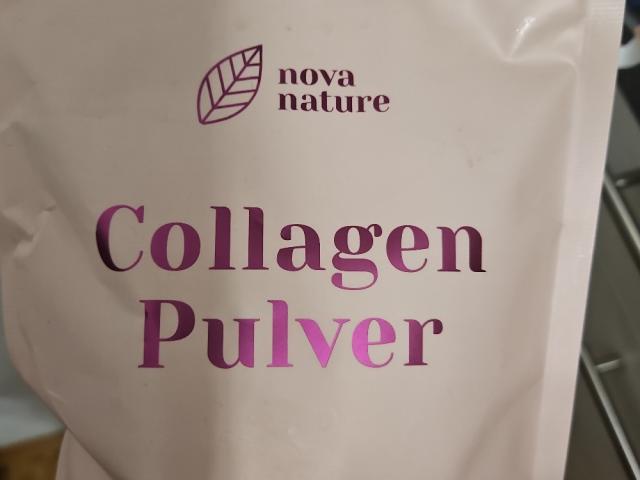 nova
nature
Collagen
Pulver